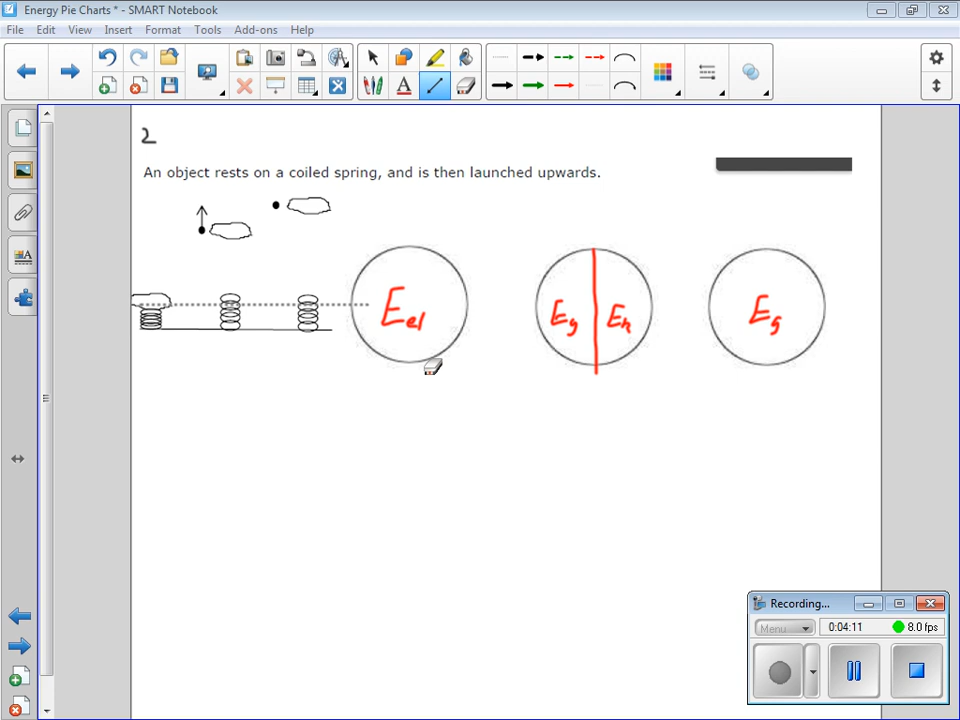 Energy Pie Charts * - SMART Notebook
File Edit View Insert Format Tools Add-ons Help
2
An object rests on a coiled spring, and is then launched upwards.
Eel
Eg
Ek
Eg
Recording...
Menu
0:04:11
8.0 fps